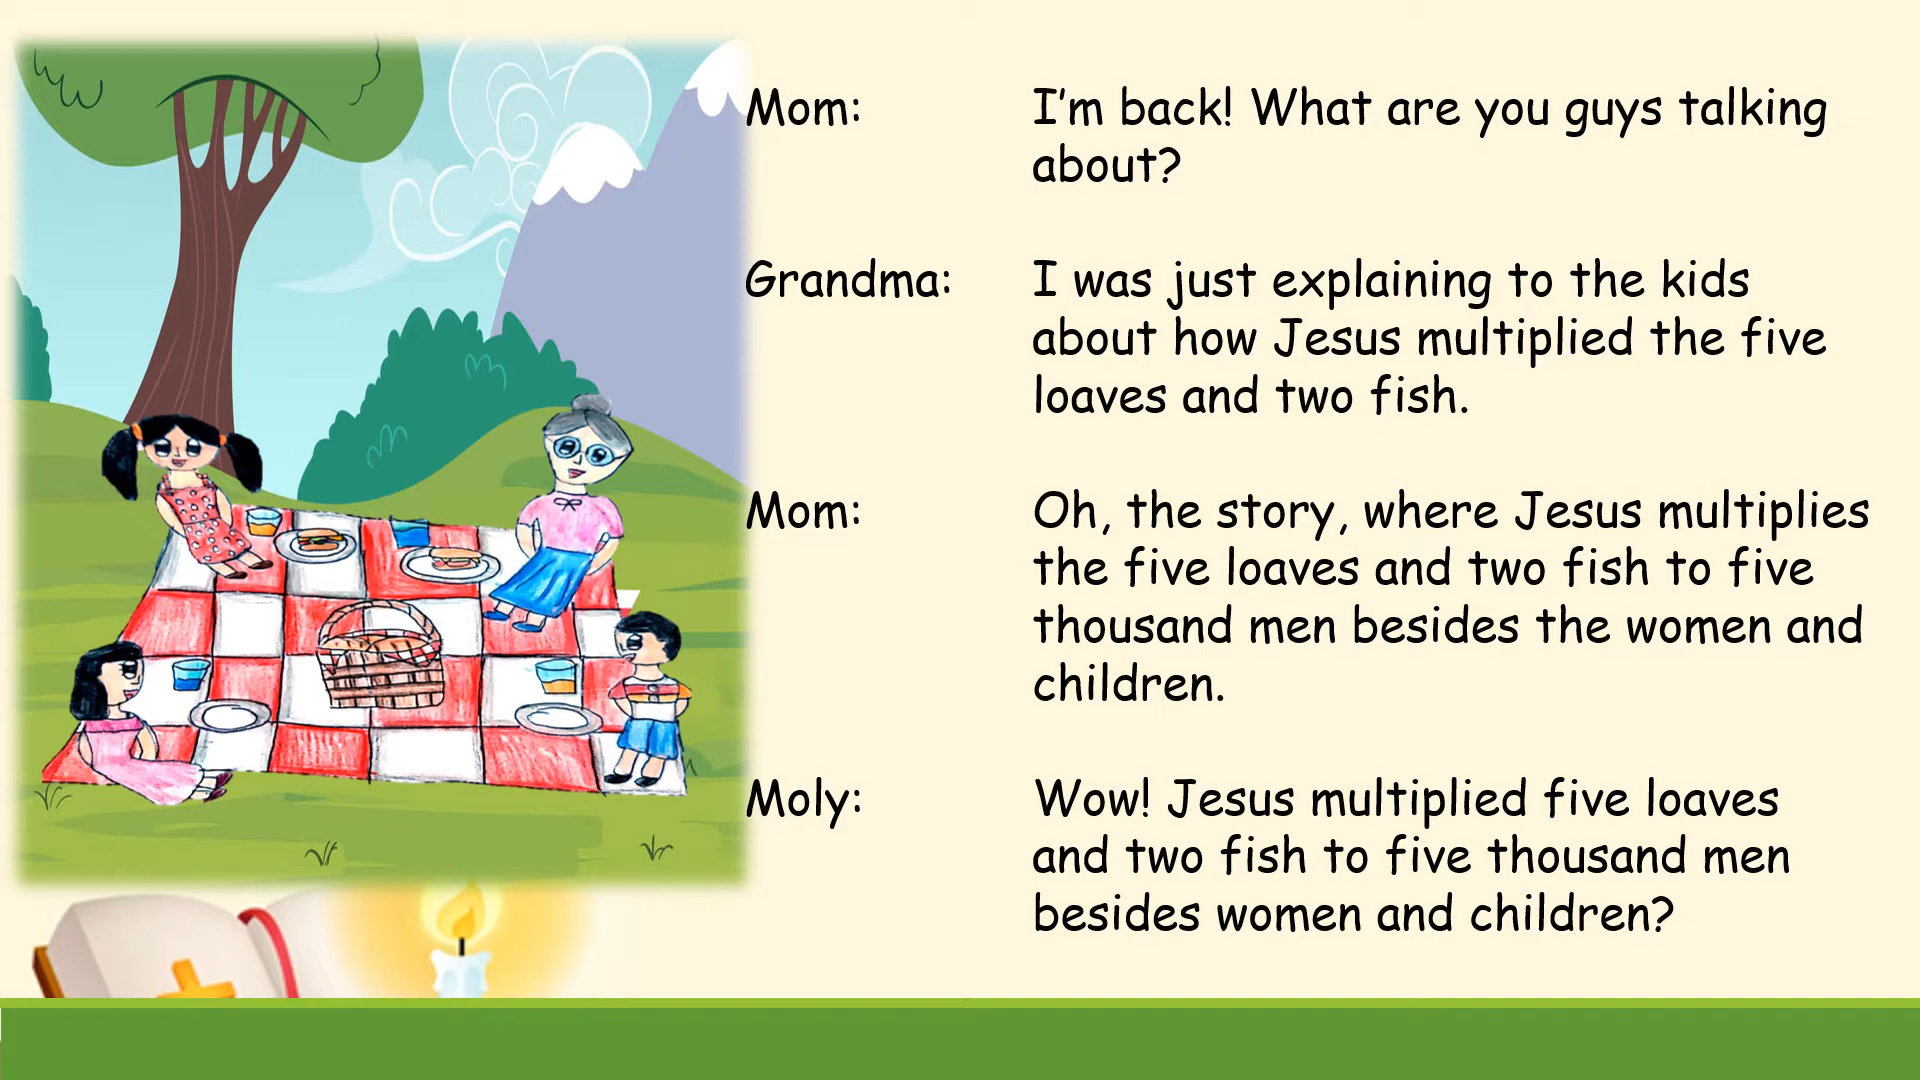 Mom: I’m back! What are you guys talking
about?
Grandma: I was just explaining to the kids
about how Jesus multiplied the five
loaves and two fish.
Mom: Oh, the story, where Jesus multiplies
the five loaves and two fish to five
thousand men besides the women and
children.
Moly: Wow! Jesus multiplied five loaves
and two fish to five thousand men
besides women and children?